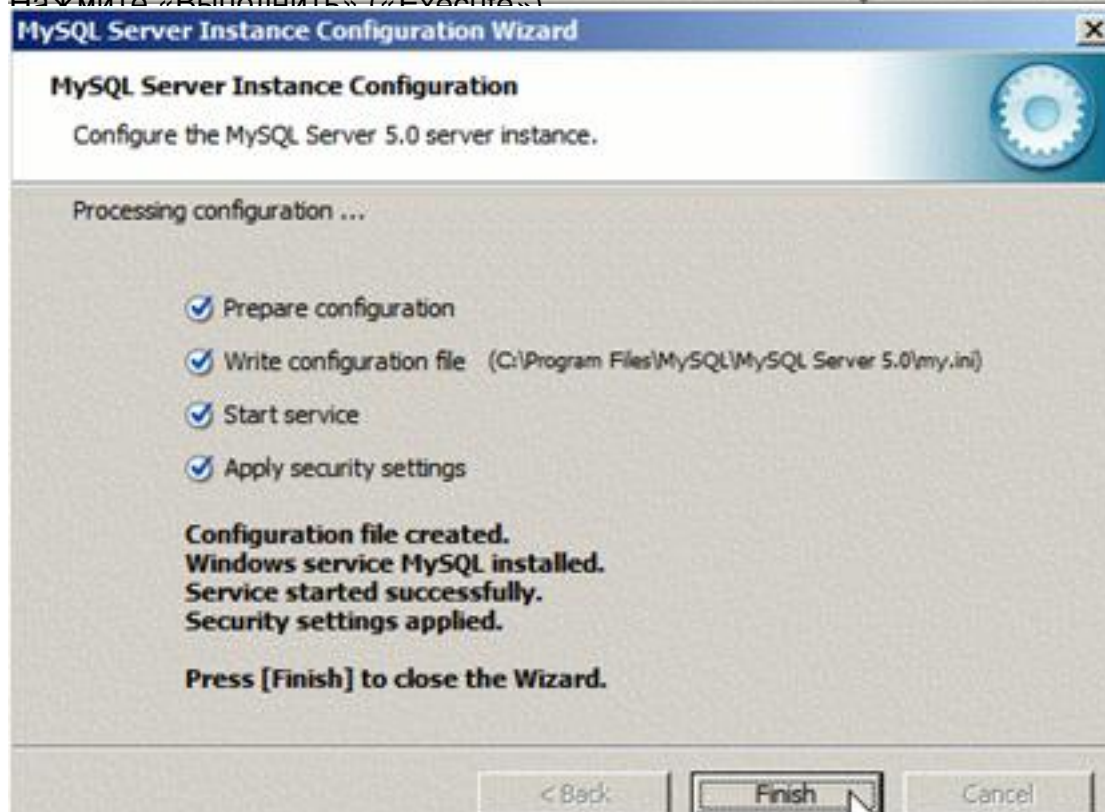 Нажмите «Выполнить» («Execute»)
MySQL Server Instance Configuration Wizard
MySQL Server Instance Configuration
Configure the MySQL Server 5.0 server instance.
Processing configuration ...
Prepare configuration
Write configuration file (C:\Program Files\MySQL\MySQL Server 5.0\my.ini)
Start service
Apply security settings
Configuration file created.
Windows service MySQL installed.
Service started successfully.
Security settings applied.
Press [Finish] to close the Wizard.
< Back Finish Cancel